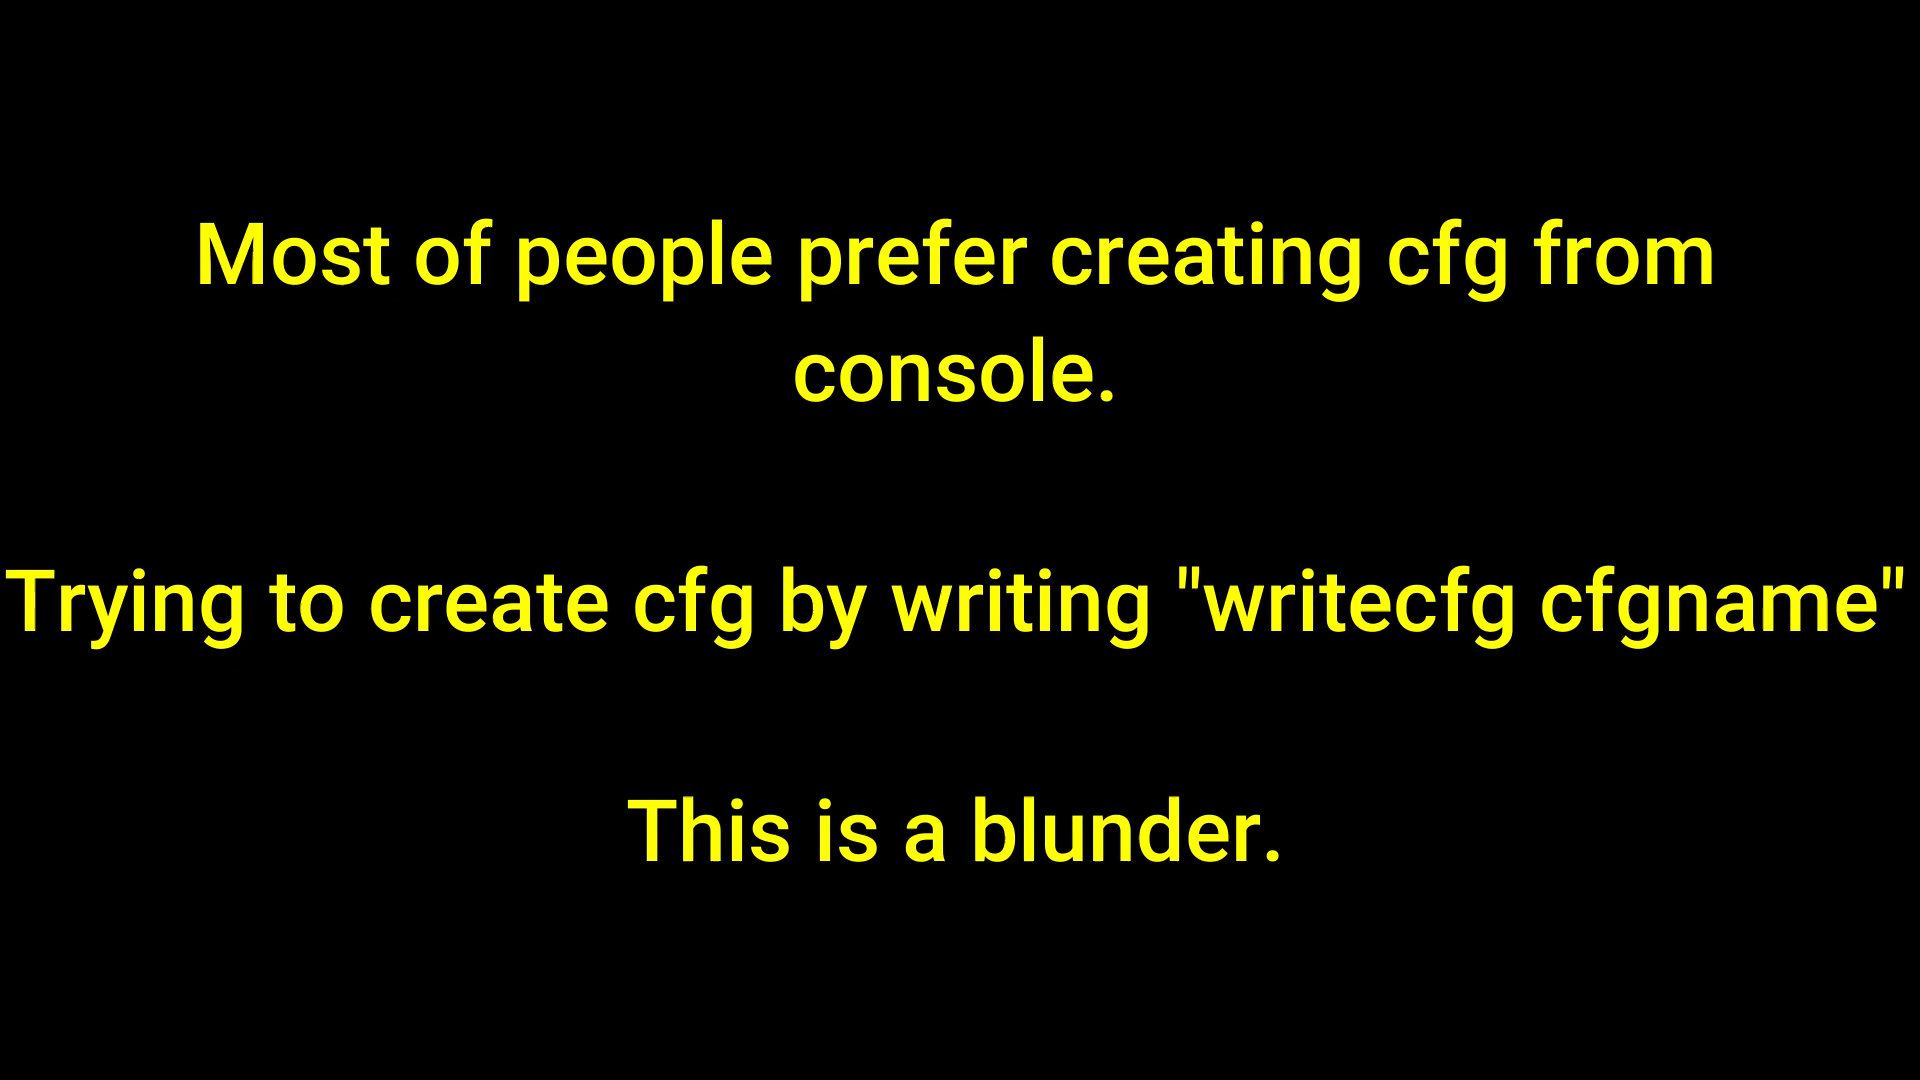 Most of people prefer creating cfg from
console.
Trying to create cfg by writing "writecfg cfgname"
This is a blunder.